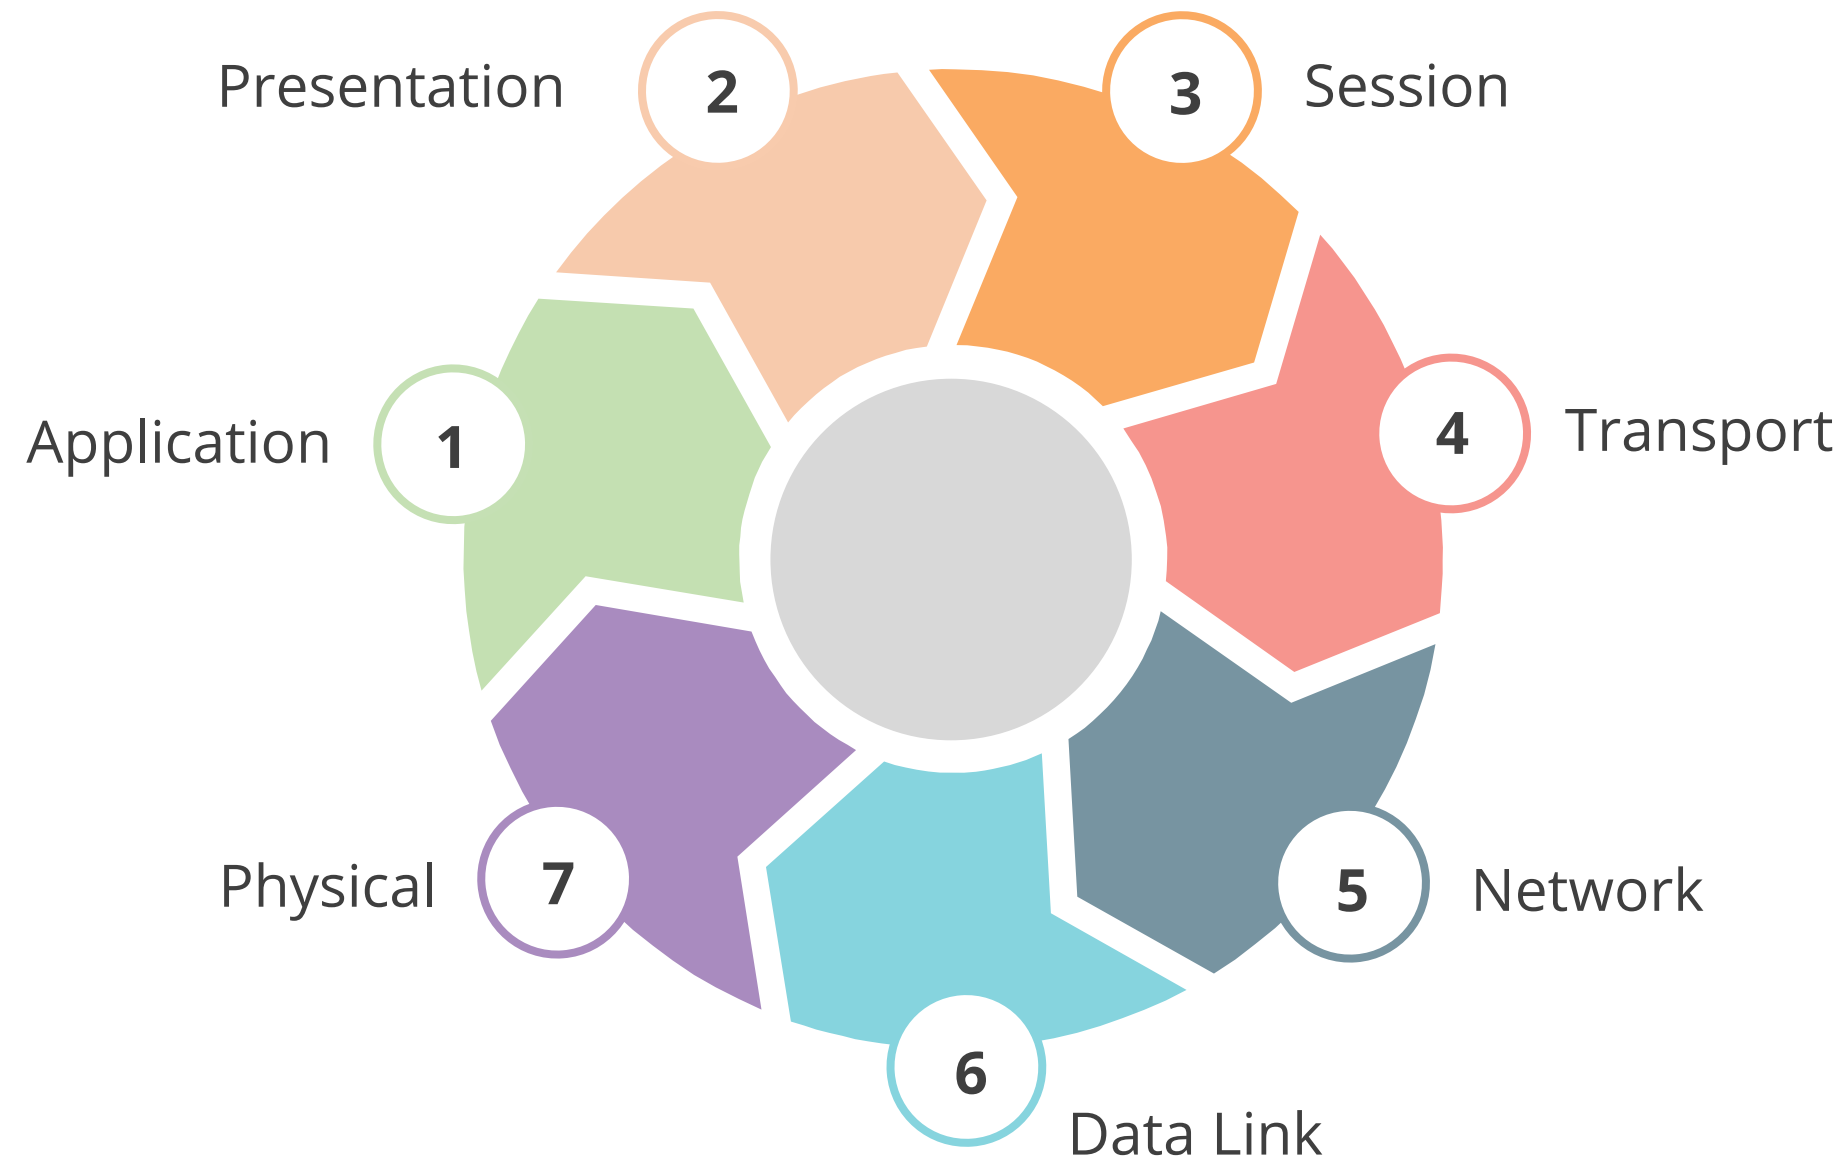 Application
1
Presentation
2
3
Session
4
Transport
5
Network
6
Data Link
7
Physical